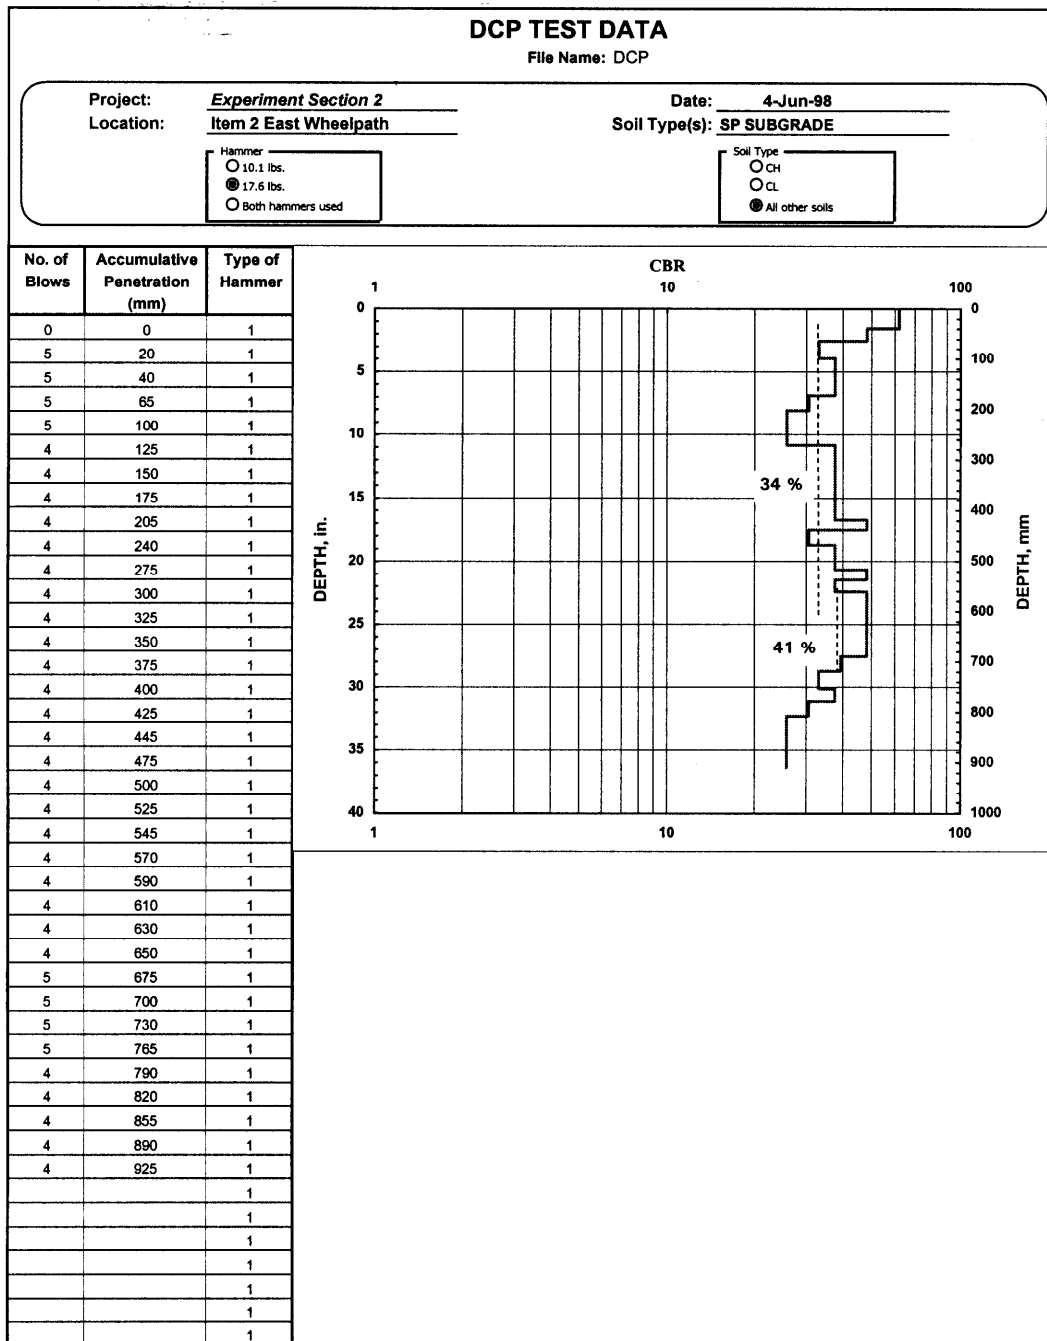 DCP TEST DATA
File Name: DCP
Project: Experiment Section 2
Date: 4-Jun-98
Location: Item 2 East Wheelpath
Soil Type(s): SP SUBGRADE
Hammer
10.1 lbs.
17.6 lbs.
Both hammers used
Soil Type
CH
CL
All other soils
No. of Blows Accumulative Penetration (mm) Type of Hammer
0 0 1
5 20 1
5 40 1
5 65 1
5 100 1
4 125 1
4 150 1
4 175 1
4 205 1
4 240 1
4 275 1
4 300 1
4 325 1
4 350 1
4 375 1
4 400 1
4 425 1
4 445 1
4 475 1
4 500 1
4 525 1
4 545 1
4 570 1
4 590 1
4 610 1
4 630 1
4 650 1
5 675 1
5 700 1
5 730 1
5 765 1
4 790 1
4 820 1
4 855 1
4 890 1
4 925 1
1
1
1
1
1
1
1
CBR
1 10 100
0
5
10
15
20
25
30
35
40
DEPTH, in.
34 %
41 %
0
100
200
300
400
500
600
700
800
900
1000
DEPTH, mm
1 10 100